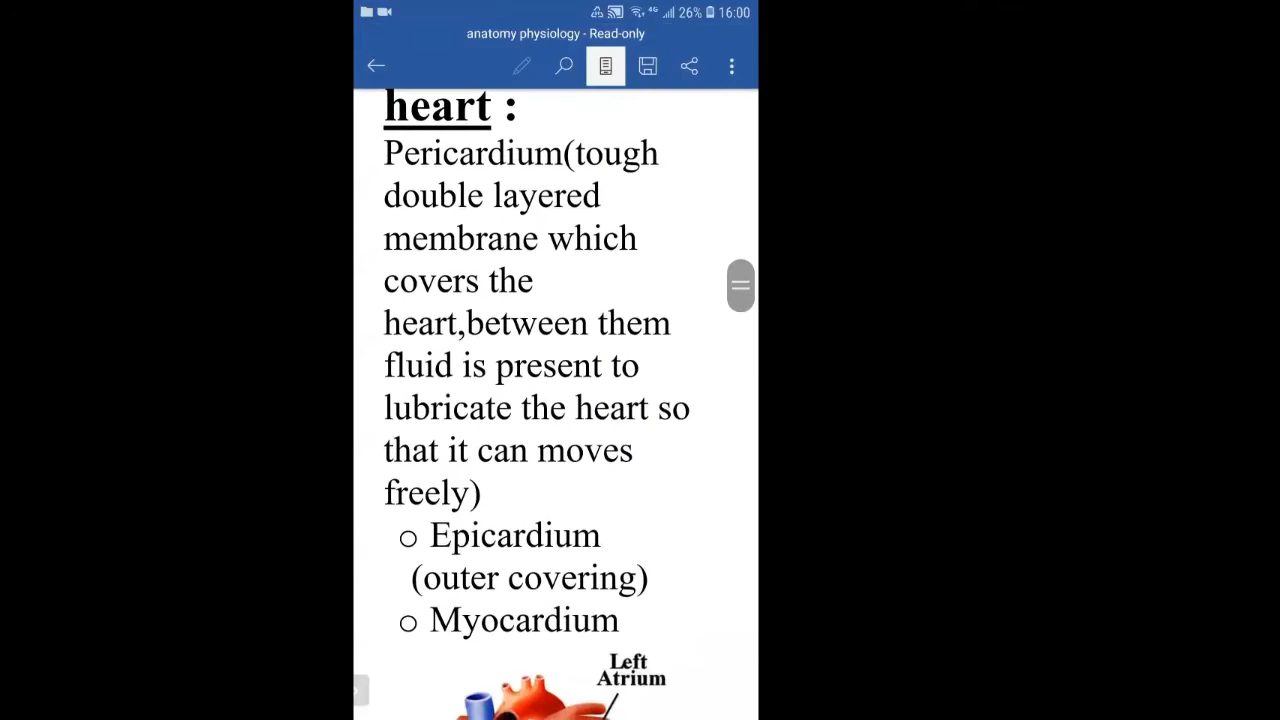 4G 26% 16:00
anatomy physiology - Read-only
heart :
Pericardium(tough
double layered
membrane which
covers the
heart,between them
fluid is present to
lubricate the heart so
that it can moves
freely)
o Epicardium
(outer covering)
o Myocardium
Left
Atrium